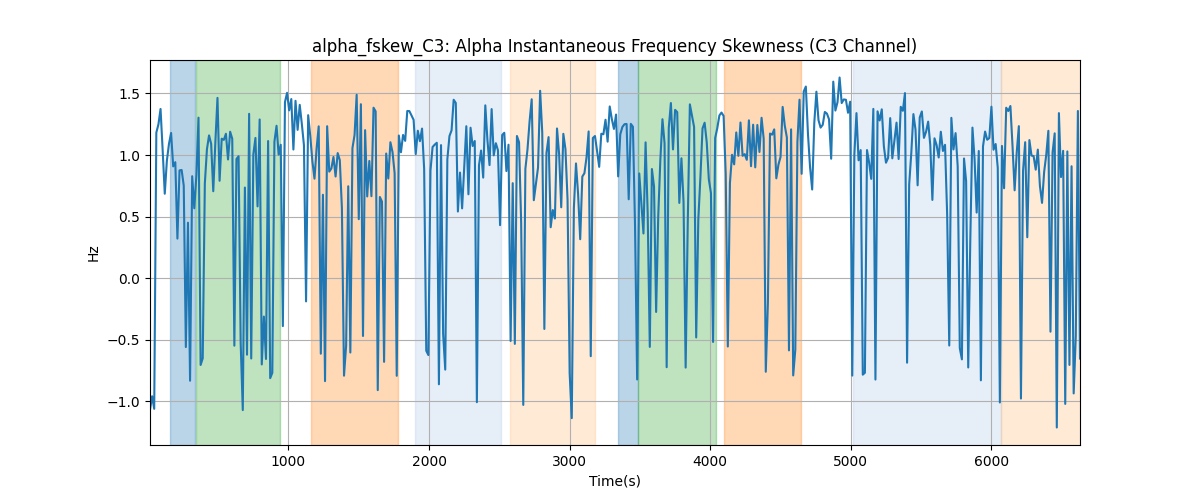 alpha_fskew_C3: Alpha Instantaneous Frequency Skewness (C3 Channel)
Hz
1.5
1.0
0.5
0.0
−0.5
−1.0
1000 2000 3000 4000 5000 6000
Time(s)